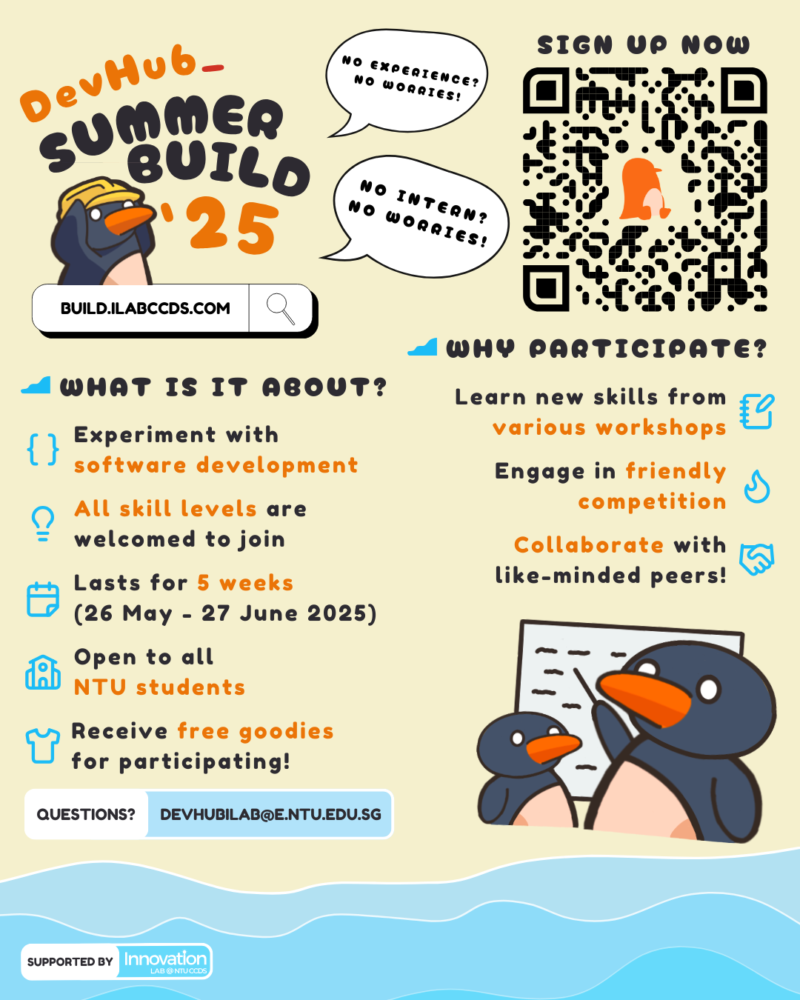 DevHub_
SUMMER
BUILD
'25
BUILD.ILABCCDS.COM
NO EXPERIENCE?
NO WORRIES!
NO INTERN?
NO WORRIES!
SIGN UP NOW
WHAT IS IT ABOUT?
Experiment with
software development
All skill levels are
welcomed to join
Lasts for 5 weeks
(26 May - 27 June 2025)
Open to all
NTU students
Receive free goodies
for participating!
QUESTIONS? DEVHUBILAB@E.NTU.EDU.SG
WHY PARTICIPATE?
Learn new skills from
various workshops
Engage in friendly
competition
Collaborate with
like-minded peers!
SUPPORTED BY Innovation
LAB @ NTU CCDS